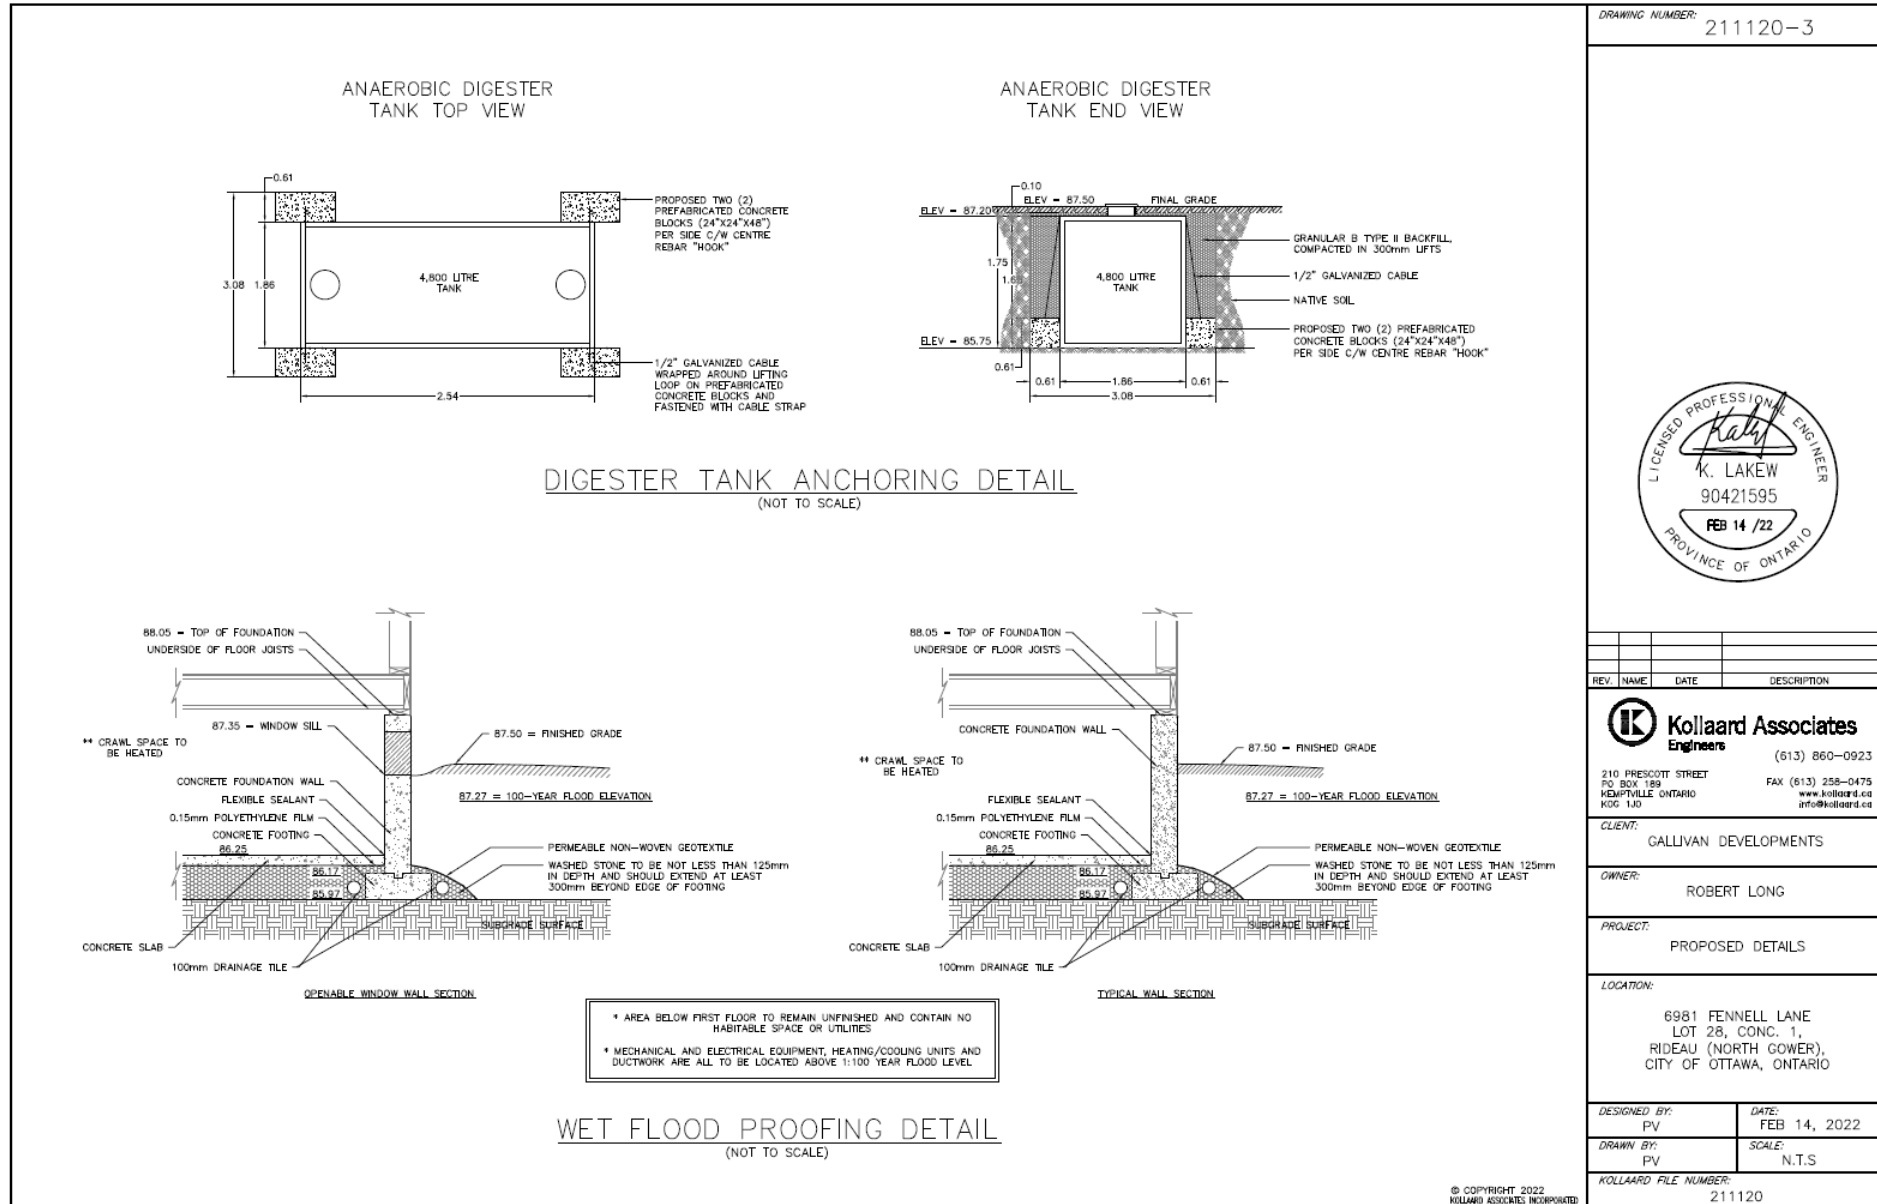 ANAEROBIC DIGESTER
TANK TOP VIEW
0.61
3.08
1.86
4,800 LITRE
TANK
2.54
PROPOSED TWO (2)
PREFABRICATED CONCRETE
BLOCKS (24"X24"X48")
PER SIDE C/W CENTRE
REBAR "HOOK"
1/2" GALVANIZED CABLE
WRAPPED AROUND LIFTING
LOOP ON PREFABRICATED
CONCRETE BLOCKS AND
FASTENED WITH CABLE STRAP
ANAEROBIC DIGESTER
TANK END VIEW
0.10
ELEV = 87.50
FINAL GRADE
ELEV = 87.20
1.75
4,800 LITRE
TANK
ELEV = 85.75
0.61
0.61
1.86
0.61
3.08
GRANULAR B TYPE II BACKFILL,
COMPACTED IN 300mm LIFTS
1/2" GALVANIZED CABLE
NATIVE SOIL
PROPOSED TWO (2) PREFABRICATED
CONCRETE BLOCKS (24"X24"X48")
PER SIDE C/W CENTRE REBAR "HOOK"
DIGESTER TANK ANCHORING DETAIL
(NOT TO SCALE)
88.05 = TOP OF FOUNDATION
UNDERSIDE OF FLOOR JOISTS
87.35 = WINDOW SILL
** CRAWL SPACE TO
BE HEATED
87.50 = FINISHED GRADE
CONCRETE FOUNDATION WALL
87.27 = 100-YEAR FLOOD ELEVATION
FLEXIBLE SEALANT
0.15mm POLYETHYLENE FILM
CONCRETE FOOTING
86.25
86.17
85.97
PERMEABLE NON-WOVEN GEOTEXTILE
WASHED STONE TO BE NOT LESS THAN 125mm
IN DEPTH AND SHOULD EXTEND AT LEAST
300mm BEYOND EDGE OF FOOTING
SUBGRADE SURFACE
CONCRETE SLAB
100mm DRAINAGE TILE
OPENABLE WINDOW WALL SECTION
88.05 = TOP OF FOUNDATION
UNDERSIDE OF FLOOR JOISTS
CONCRETE FOUNDATION WALL
** CRAWL SPACE TO
BE HEATED
87.50 = FINISHED GRADE
87.27 = 100-YEAR FLOOD ELEVATION
FLEXIBLE SEALANT
0.15mm POLYETHYLENE FILM
CONCRETE FOOTING
86.25
86.17
85.97
PERMEABLE NON-WOVEN GEOTEXTILE
WASHED STONE TO BE NOT LESS THAN 125mm
IN DEPTH AND SHOULD EXTEND AT LEAST
300mm BEYOND EDGE OF FOOTING
SUBGRADE SURFACE
CONCRETE SLAB
100mm DRAINAGE TILE
TYPICAL WALL SECTION
* AREA BELOW FIRST FLOOR TO REMAIN UNFINISHED AND CONTAIN NO
HABITABLE SPACE OR UTILITIES
* MECHANICAL AND ELECTRICAL EQUIPMENT, HEATING/COOLING UNITS AND
DUCTWORK ARE ALL TO BE LOCATED ABOVE 1:100 YEAR FLOOD LEVEL
WET FLOOD PROOFING DETAIL
(NOT TO SCALE)
© COPYRIGHT 2022
KOLLAARD ASSOCIATES INCORPORATED
DRAWING NUMBER:
211120-3
LICENSED PROFESSIONAL ENGINEER
K. LAKEW
90421595
FEB 14 /22
PROVINCE OF ONTARIO
REV. NAME DATE DESCRIPTION
K Kollaard Associates
Engineers
(613) 860-0923
210 PRESCOTT STREET
PO BOX 189
KEMPTVILLE ONTARIO
K0G 1J0
FAX (613) 258-0475
www.kollaard.ca
info@kollaard.ca
CLIENT:
GALLIVAN DEVELOPMENTS
OWNER:
ROBERT LONG
PROJECT:
PROPOSED DETAILS
LOCATION:
6981 FENNELL LANE
LOT 28, CONC. 1,
RIDEAU (NORTH GOWER),
CITY OF OTTAWA, ONTARIO
DESIGNED BY:
PV
DATE:
FEB 14, 2022
DRAWN BY:
PV
SCALE:
N.T.S
KOLLAARD FILE NUMBER:
211120